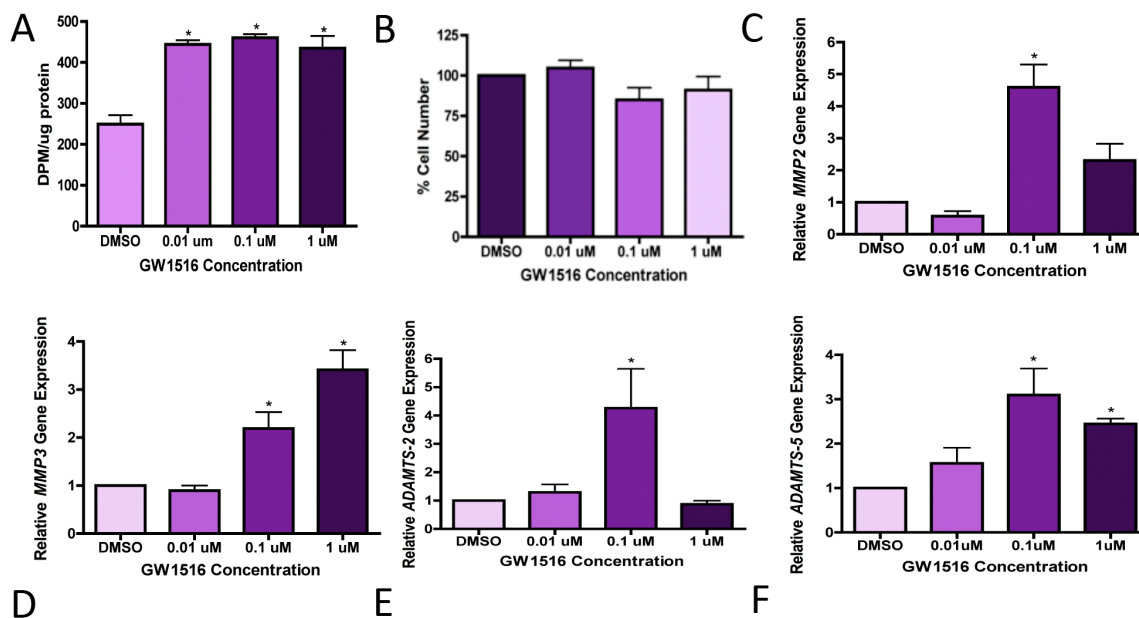 A
DPM/ug protein
500
400
300
200
100
0
DMSO 0.01 um 0.1 uM 1 uM
GW1516 Concentration
* * *
B
% Cell Number
125
100
75
50
25
0
DMSO 0.01 uM 0.1 uM 1 uM
GW1516 Concentration
C
Relative MMP2 Gene Expression
6
5
4
3
2
1
0
*
DMSO 0.01 uM 0.1 uM 1 uM
GW1516 Concentration
Relative MMP3 Gene Expression
4
3
2
1
0
* *
DMSO 0.01 uM 0.1 uM 1 uM
GW1516 Concentration
D
Relative ADAMTS-2 Gene Expression
6
5
4
3
2
1
0
*
DMSO 0.01 uM 0.1 uM 1 uM
GW1516 Concentration
E
Relative ADAMTS-5 Gene Expression
4
3
2
1
0
* *
DMSO 0.01uM 0.1uM 1uM
GW1516 Concentration
F